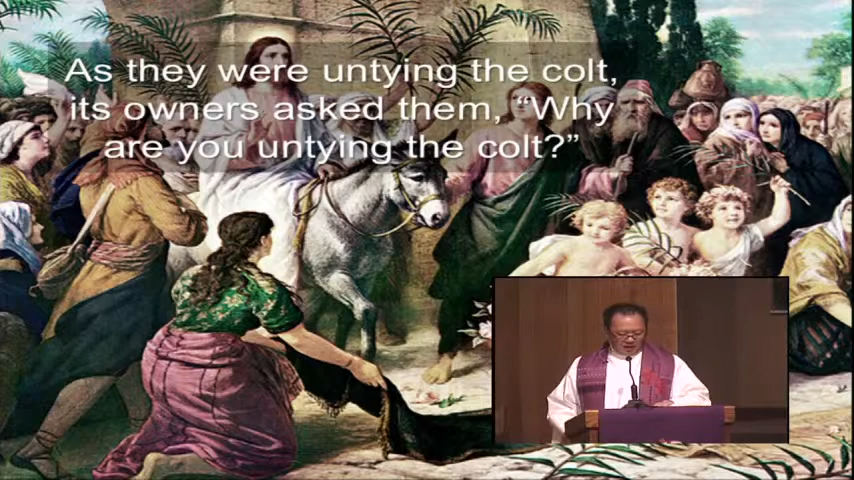 As they were untying the colt,
its owners asked them, “Why
are you untying the colt?”